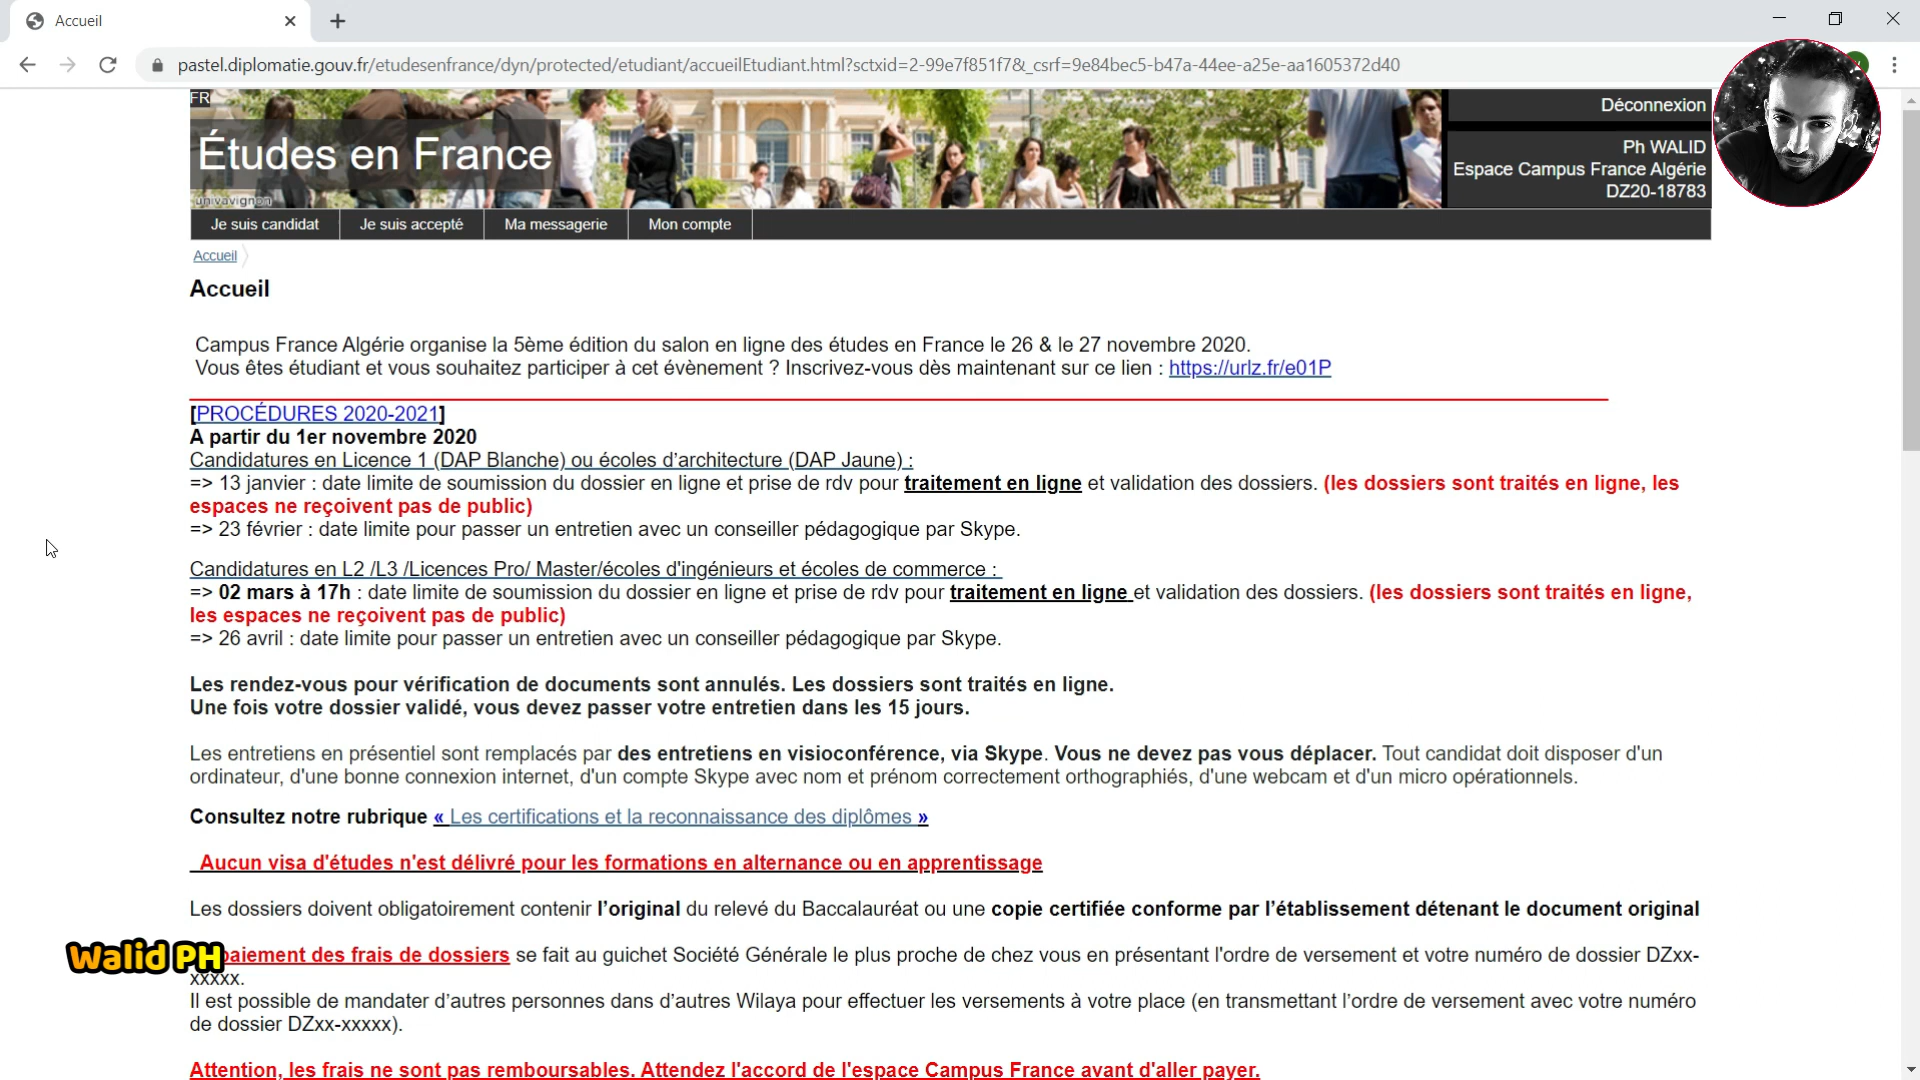 Accueil
pastel.diplomatie.gouv.fr/etudesenfrance/dyn/protected/etudiant/accueilEtudiant.html?sctxid=2-99e7f851f7&_csrf=9e84bec5-b47a-44ee-a25e-aa1605372d40
FR
Déconnexion
Études en France
Ph WALID
Espace Campus France Algérie
DZ20-18783
univavignon
Je suis candidat
Je suis accepté
Ma messagerie
Mon compte
Accueil
Accueil
Campus France Algérie organise la 5ème édition du salon en ligne des études en France le 26 & le 27 novembre 2020.
Vous êtes étudiant et vous souhaitez participer à cet évènement ? Inscrivez-vous dès maintenant sur ce lien : https://urlz.fr/e01P
[PROCÉDURES 2020-2021]
A partir du 1er novembre 2020
Candidatures en Licence 1 (DAP Blanche) ou écoles d’architecture (DAP Jaune) :
=> 13 janvier : date limite de soumission du dossier en ligne et prise de rdv pour traitement en ligne et validation des dossiers. (les dossiers sont traités en ligne, les
espaces ne reçoivent pas de public)
=> 23 février : date limite pour passer un entretien avec un conseiller pédagogique par Skype.
Candidatures en L2 /L3 /Licences Pro/ Master/écoles d'ingénieurs et écoles de commerce :
=> 02 mars à 17h : date limite de soumission du dossier en ligne et prise de rdv pour traitement en ligne et validation des dossiers. (les dossiers sont traités en ligne,
les espaces ne reçoivent pas de public)
=> 26 avril : date limite pour passer un entretien avec un conseiller pédagogique par Skype.
Les rendez-vous pour vérification de documents sont annulés. Les dossiers sont traités en ligne.
Une fois votre dossier validé, vous devez passer votre entretien dans les 15 jours.
Les entretiens en présentiel sont remplacés par des entretiens en visioconférence, via Skype. Vous ne devez pas vous déplacer. Tout candidat doit disposer d'un
ordinateur, d'une bonne connexion internet, d'un compte Skype avec nom et prénom correctement orthographiés, d'une webcam et d'un micro opérationnels.
Consultez notre rubrique « Les certifications et la reconnaissance des diplômes »
Aucun visa d'études n'est délivré pour les formations en alternance ou en apprentissage
Les dossiers doivent obligatoirement contenir l’original du relevé du Baccalauréat ou une copie certifiée conforme par l’établissement détenant le document original
Walid PH
paiement des frais de dossiers se fait au guichet Société Générale le plus proche de chez vous en présentant l'ordre de versement et votre numéro de dossier DZxx-
xxxxx.
Il est possible de mandater d’autres personnes dans d’autres Wilaya pour effectuer les versements à votre place (en transmettant l’ordre de versement avec votre numéro
de dossier DZxx-xxxxx).
Attention, les frais ne sont pas remboursables. Attendez l'accord de l'espace Campus France avant d'aller payer.